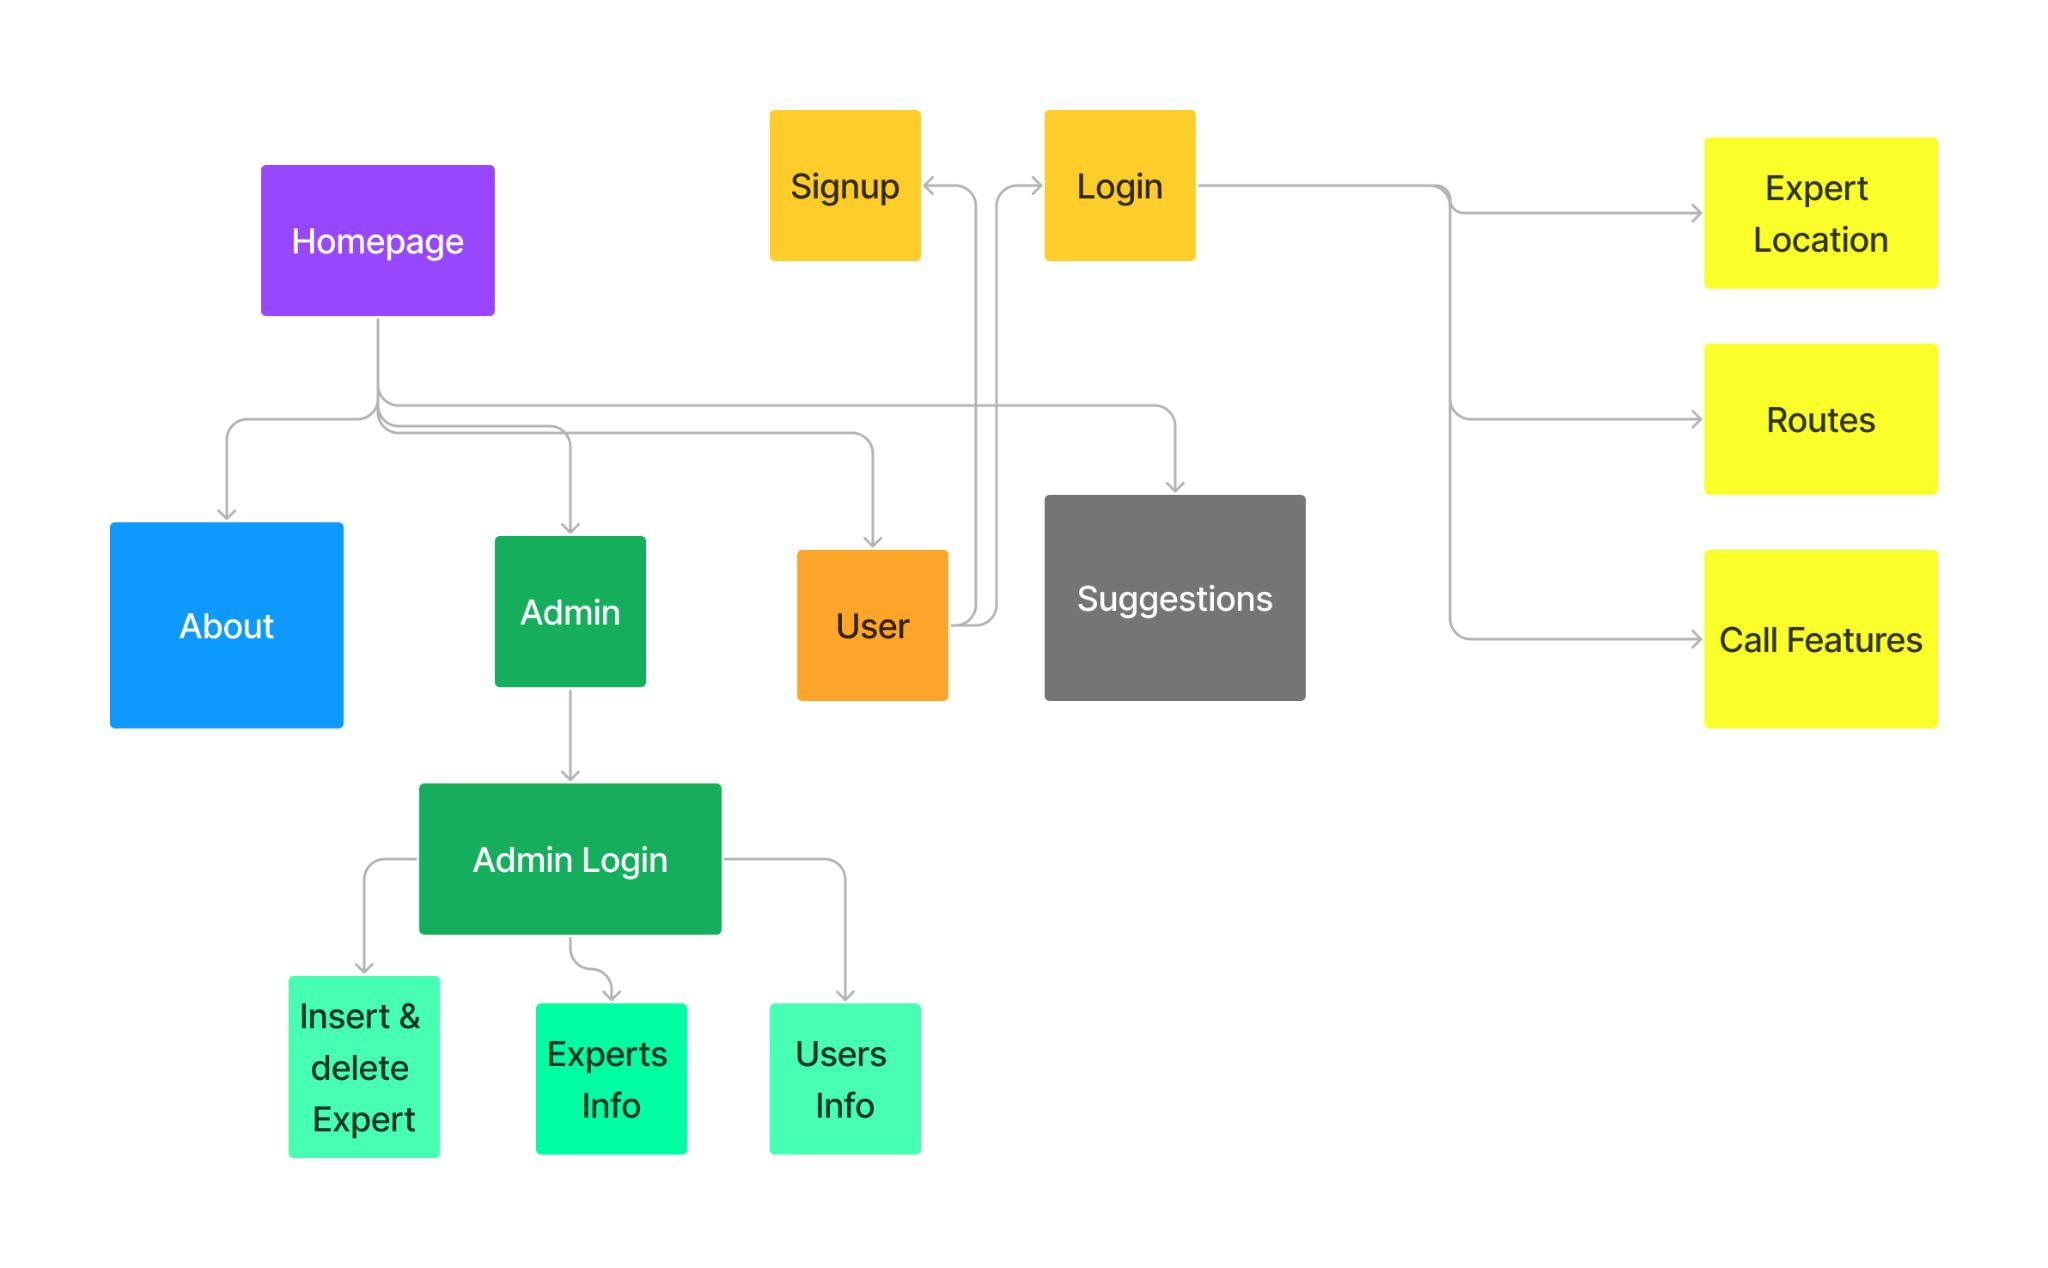 Signup
Login
Expert
Location
Homepage
Routes
About
Admin
User
Suggestions
Call Features
Admin Login
Insert &
delete
Expert
Experts
Info
Users
Info